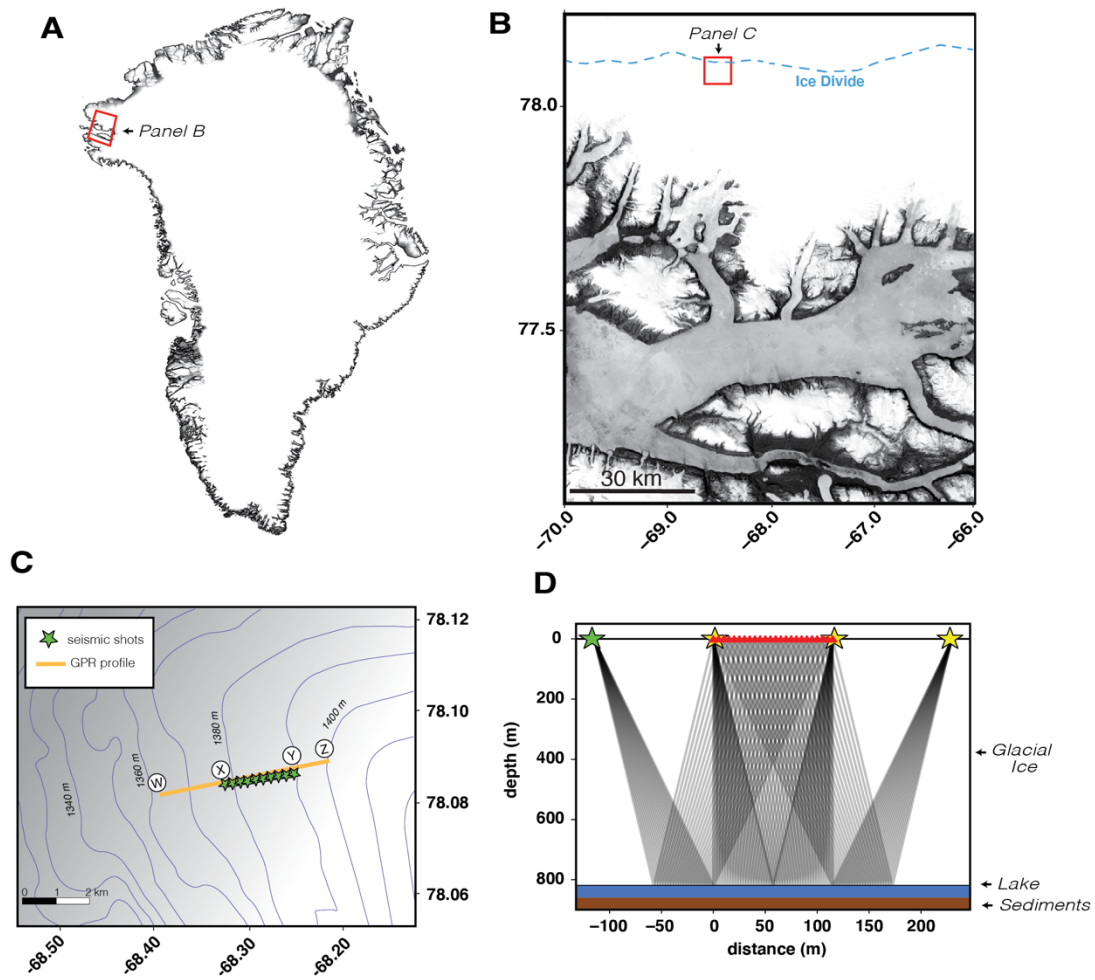 A
Panel B
B
Panel C
Ice Divide
78.0
77.5
30 km
-70.0
-69.0
-68.0
-67.0
-66.0
C
seismic shots
GPR profile
1340 m
1360 m
1380 m
1400 m
W
X
Y
Z
0 1 2 km
78.12
78.10
78.08
78.06
-68.50
-68.40
-68.30
-68.20
D
0
200
400
600
800
depth (m)
Glacial
Ice
Lake
Sediments
−100
−50
0
50
100
150
200
distance (m)